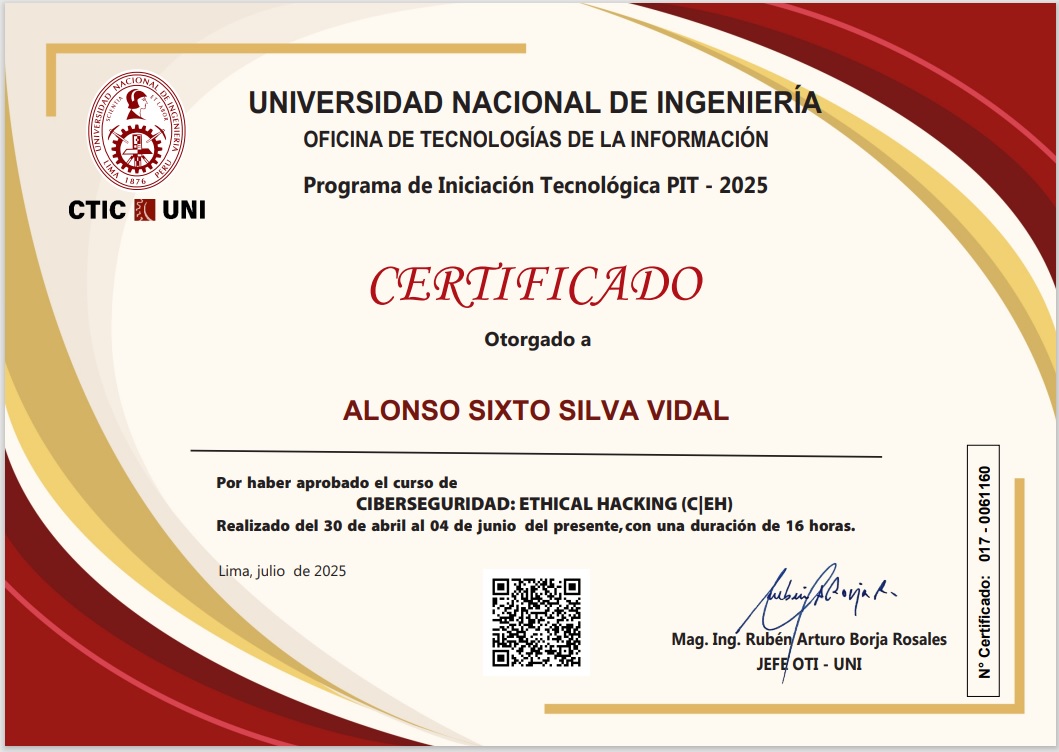 UNIVERSIDAD NACIONAL DE INGENIERÍA
SCIENTIA ET LABOR
LIMA 1876 PERU
CTIC UNI
UNIVERSIDAD NACIONAL DE INGENIERÍA
OFICINA DE TECNOLOGÍAS DE LA INFORMACIÓN
Programa de Iniciación Tecnológica PIT - 2025
CERTIFICADO
Otorgado a
ALONSO SIXTO SILVA VIDAL
Por haber aprobado el curso de
CIBERSEGURIDAD: ETHICAL HACKING (C|EH)
Realizado del 30 de abril al 04 de junio del presente, con una duración de 16 horas.
Lima, julio de 2025
Mag. Ing. Rubén Arturo Borja Rosales
JEFE OTI - UNI
N° Certificado: 017 - 0061160